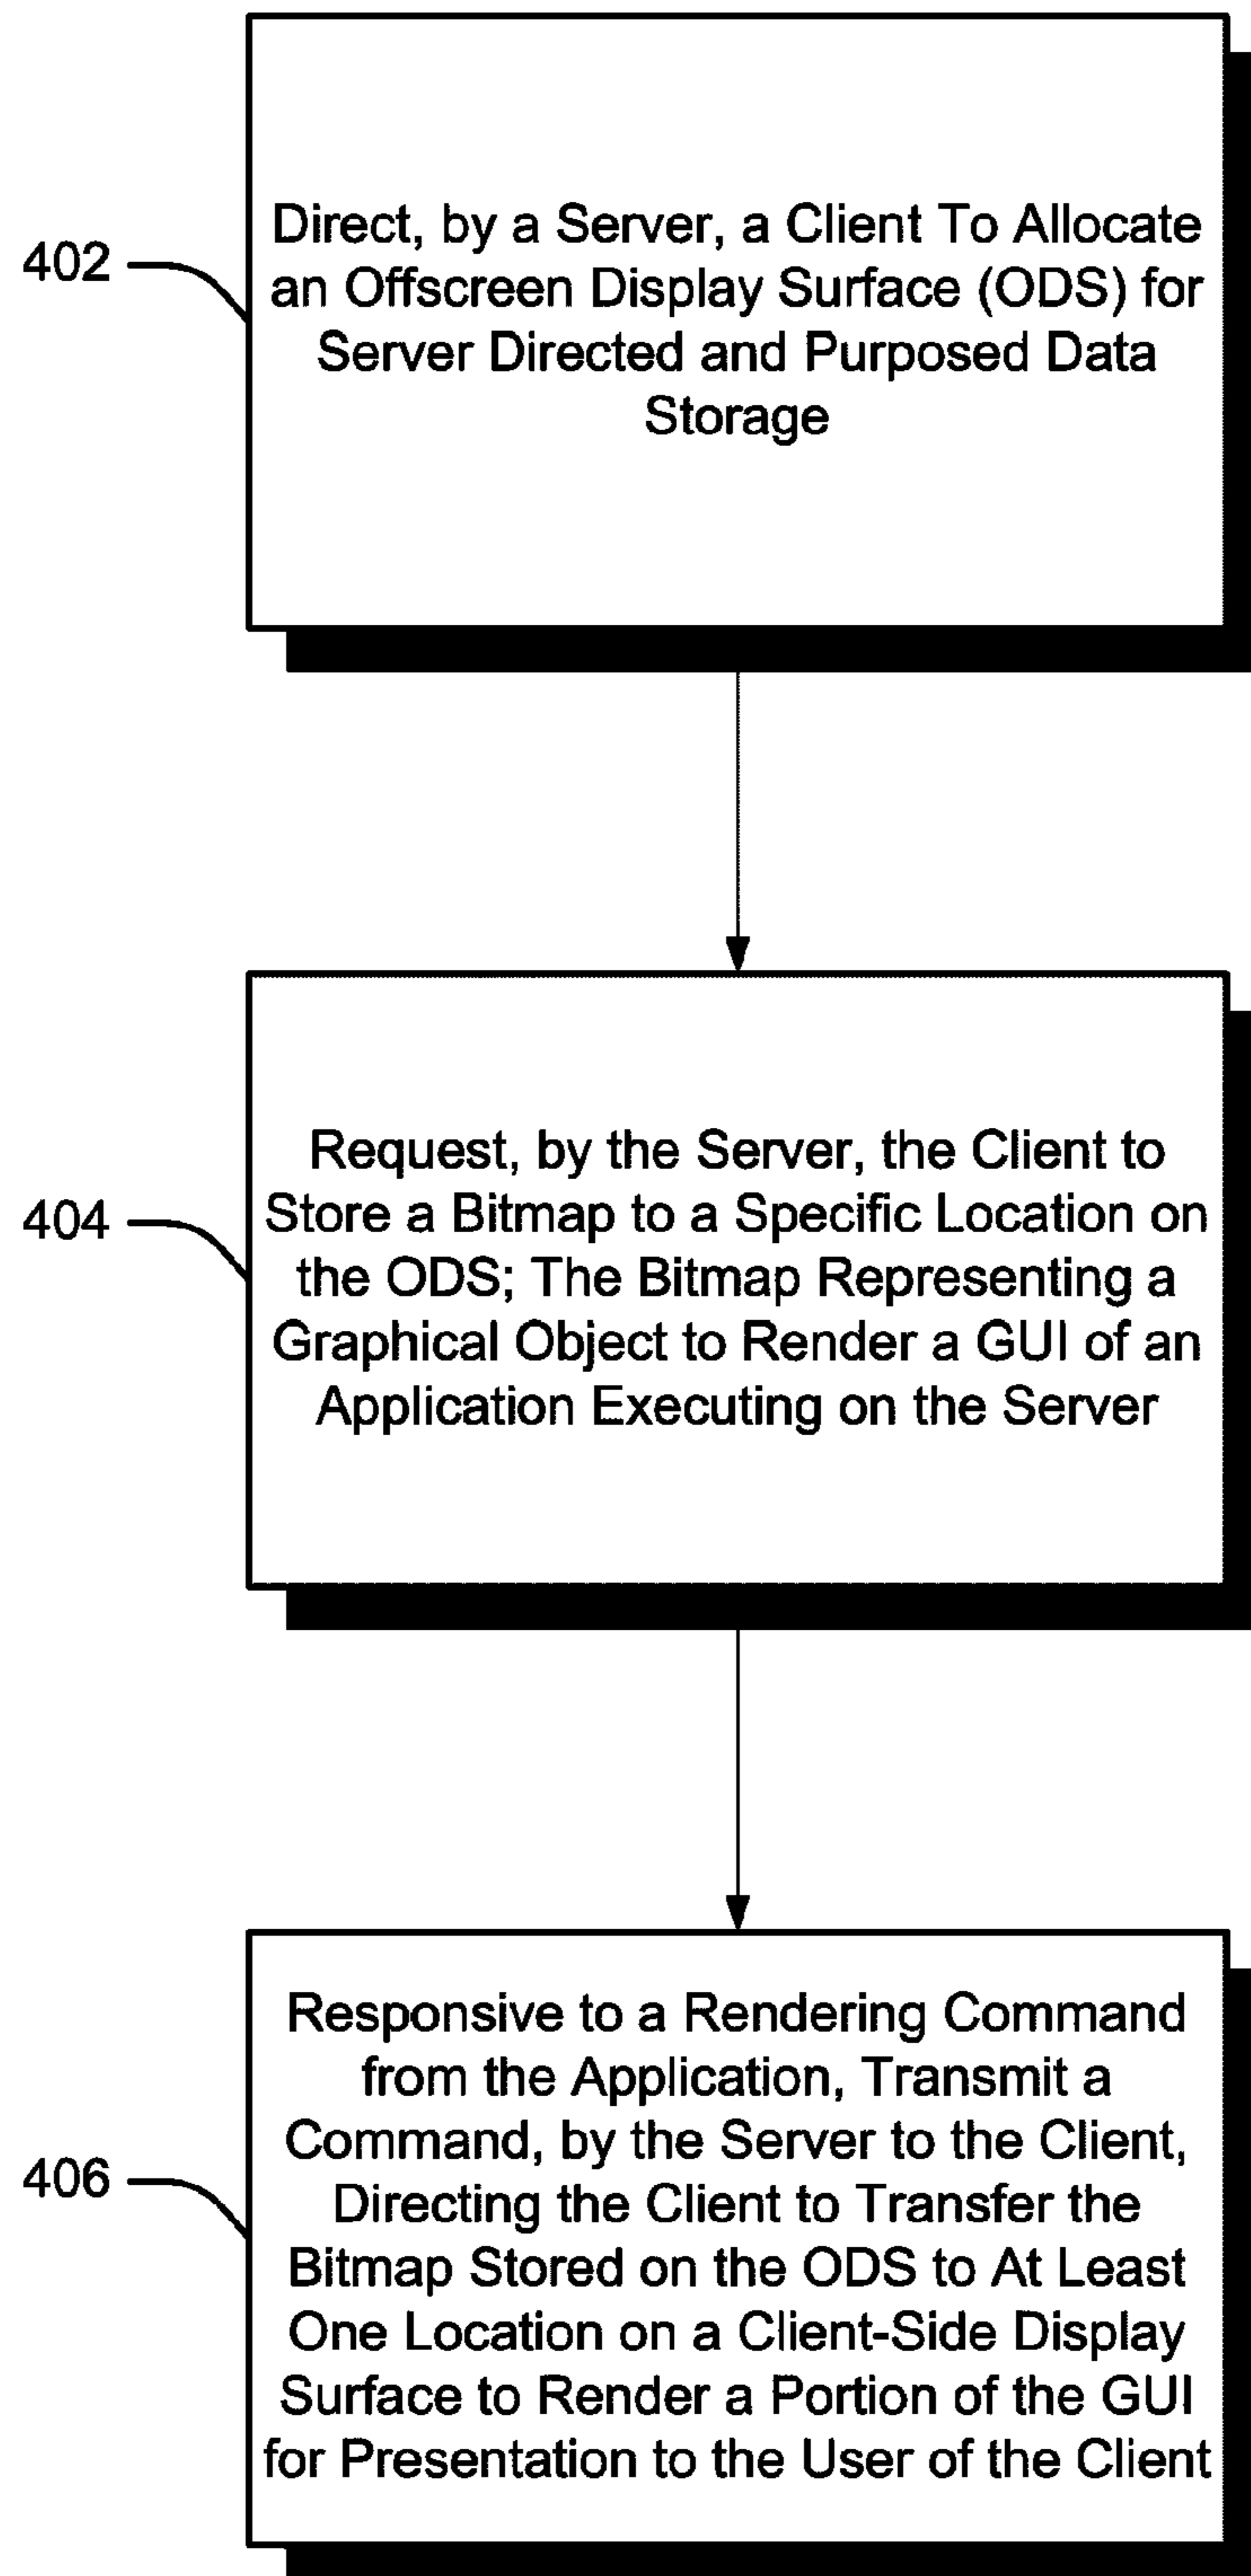 402
Direct, by a Server, a Client To Allocate
an Offscreen Display Surface (ODS) for
Server Directed and Purposed Data
Storage
404
Request, by the Server, the Client to
Store a Bitmap to a Specific Location on
the ODS; The Bitmap Representing a
Graphical Object to Render a GUI of an
Application Executing on the Server
406
Responsive to a Rendering Command
from the Application, Transmit a
Command, by the Server to the Client,
Directing the Client to Transfer the
Bitmap Stored on the ODS to At Least
One Location on a Client-Side Display
Surface to Render a Portion of the GUI
for Presentation to the User of the Client